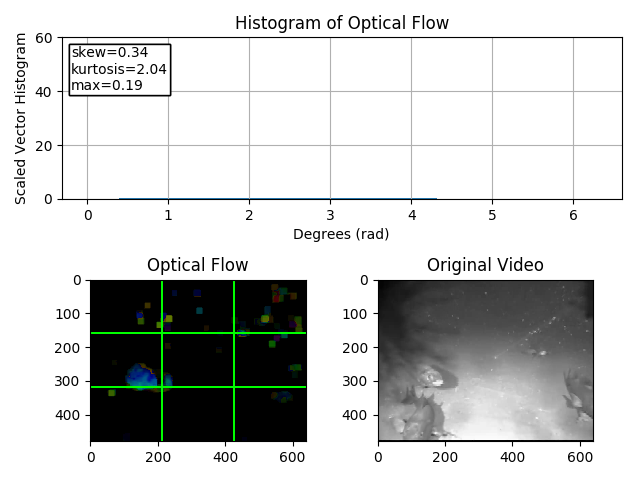 Histogram of Optical Flow
Scaled Vector Histogram
60
40
20
0
skew=0.34
kurtosis=2.04
max=0.19
0 1 2 3 4 5 6
Degrees (rad)
Optical Flow
0
100
200
300
400
0 200 400 600
Original Video
0
100
200
300
400
0 200 400 600